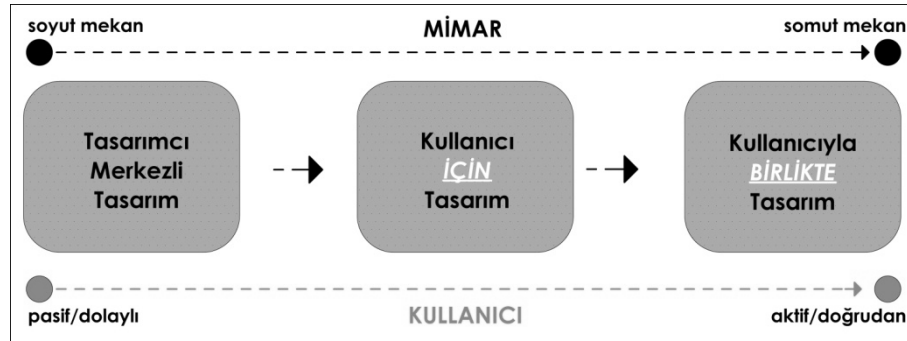 soyut mekan
MİMAR
somut mekan
Tasarımcı
Merkezli
Tasarım
Kullanıcı
İÇİN
Tasarım
Kullanıcıyla
BİRLİKTE
Tasarım
pasif/dolaylı
KULLANICI
aktif/doğrudan